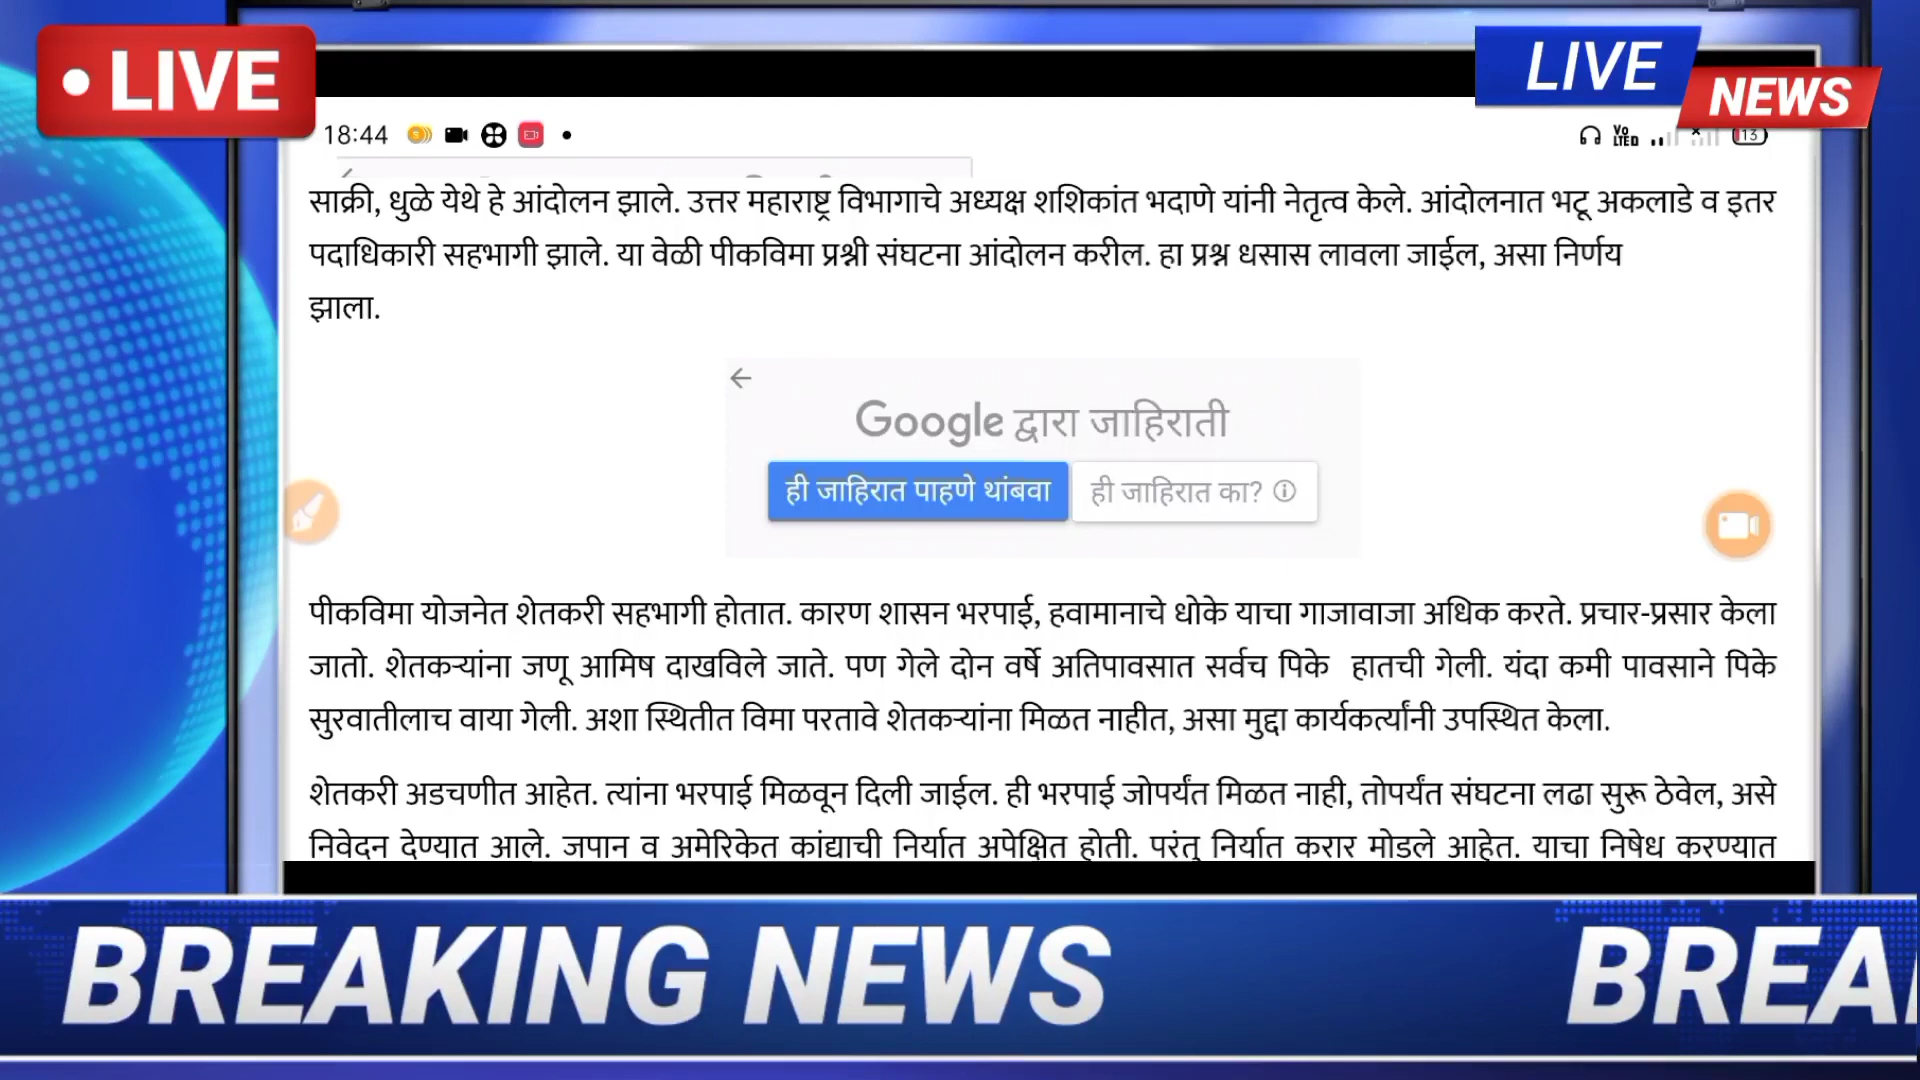 LIVE
LIVE
NEWS
18:44
Vo
LTED
13
साक्री, धुळे येथे हे आंदोलन झाले. उत्तर महाराष्ट्र विभागाचे अध्यक्ष शशिकांत भदाणे यांनी नेतृत्व केले. आंदोलनात भटू अकलाडे व इतर
पदाधिकारी सहभागी झाले. या वेळी पीकविमा प्रश्नी संघटना आंदोलन करील. हा प्रश्न धसास लावला जाईल, असा निर्णय
झाला.
Google द्वारा जाहिराती
ही जाहिरात पाहणे थांबवा
ही जाहिरात का?
पीकविमा योजनेत शेतकरी सहभागी होतात. कारण शासन भरपाई, हवामानाचे धोके याचा गाजावाजा अधिक करते. प्रचार-प्रसार केला
जातो. शेतकऱ्यांना जणू आमिष दाखविले जाते. पण गेले दोन वर्षे अतिपावसात सर्वच पिके हातची गेली. यंदा कमी पावसाने पिके
सुरवातीलाच वाया गेली. अशा स्थितीत विमा परतावे शेतकऱ्यांना मिळत नाहीत, असा मुद्दा कार्यकर्त्यांनी उपस्थित केला.
शेतकरी अडचणीत आहेत. त्यांना भरपाई मिळवून दिली जाईल. ही भरपाई जोपर्यंत मिळत नाही, तोपर्यंत संघटना लढा सुरू ठेवेल, असे
निवेदन देण्यात आले. जपान व अमेरिकेत कांद्याची निर्यात अपेक्षित होती. परंतु निर्यात करार मोडले आहेत. याचा निषेध करण्यात
BREAKING NEWS
BREA